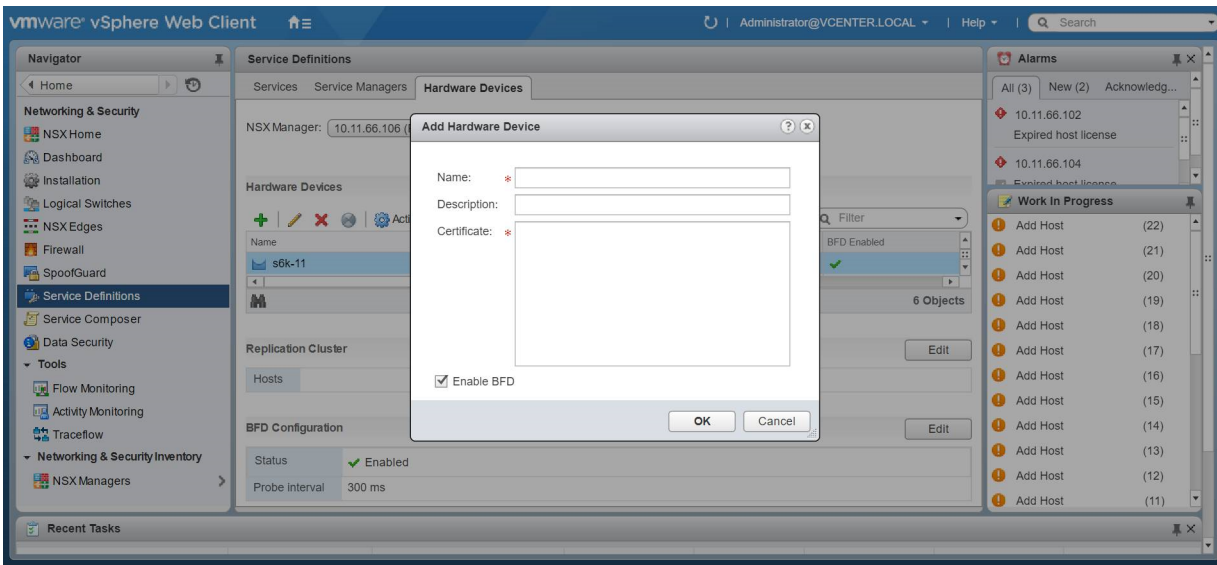 vmware® vSphere Web Client
Administrator@VCENTER.LOCAL
Help
Search
Navigator
Home
Networking & Security
NSX Home
Dashboard
Installation
Logical Switches
NSX Edges
Firewall
SpoofGuard
Service Definitions
Service Composer
Data Security
Tools
Flow Monitoring
Activity Monitoring
Traceflow
Networking & Security Inventory
NSX Managers
Service Definitions
Services Service Managers Hardware Devices
NSX Manager: 10.11.66.106
Hardware Devices
Filter
Name BFD Enabled
s6k-11
6 Objects
Replication Cluster Edit
Hosts
BFD Configuration Edit
Status Enabled
Probe interval 300 ms
Add Hardware Device
Name: *
Description:
Certificate: *
Enable BFD
OK Cancel
Alarms
All (3) New (2) Acknowledg...
10.11.66.102
Expired host license
10.11.66.104
Expired host license
Work In Progress
Add Host (22)
Add Host (21)
Add Host (20)
Add Host (19)
Add Host (18)
Add Host (17)
Add Host (16)
Add Host (15)
Add Host (14)
Add Host (13)
Add Host (12)
Add Host (11)
Recent Tasks